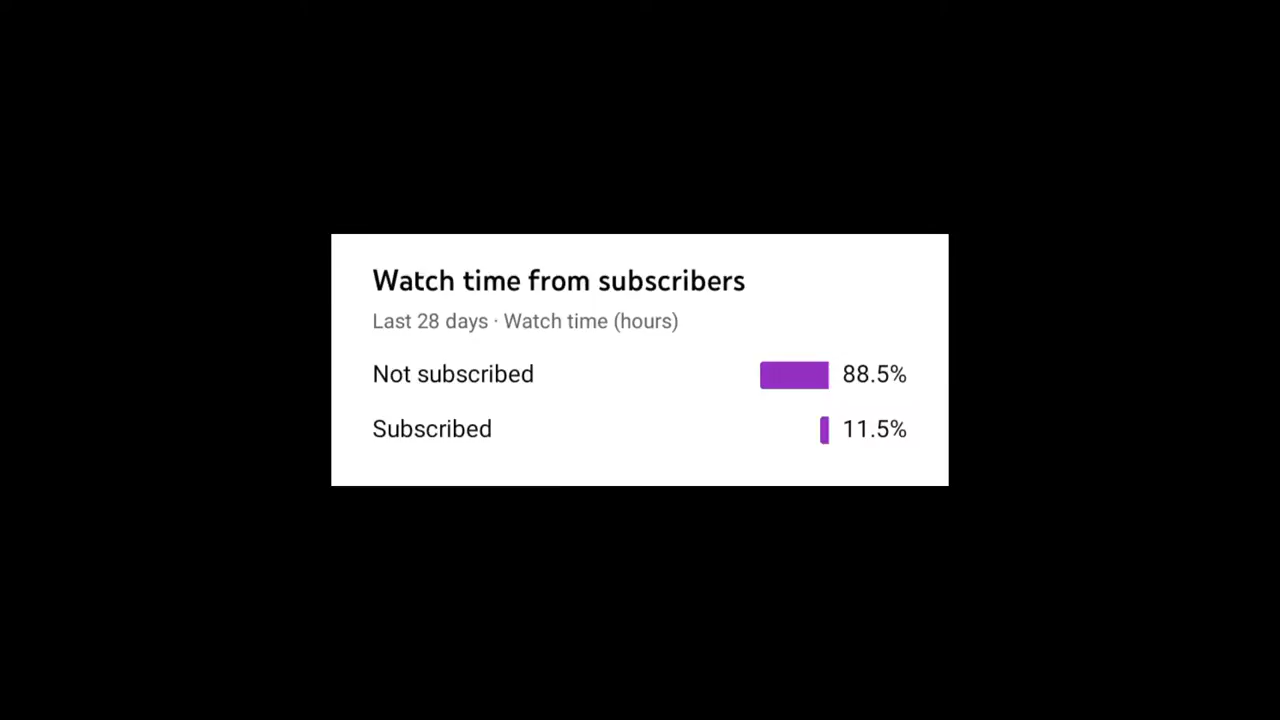 Watch time from subscribers
Last 28 days · Watch time (hours)
Not subscribed 88.5%
Subscribed 11.5%